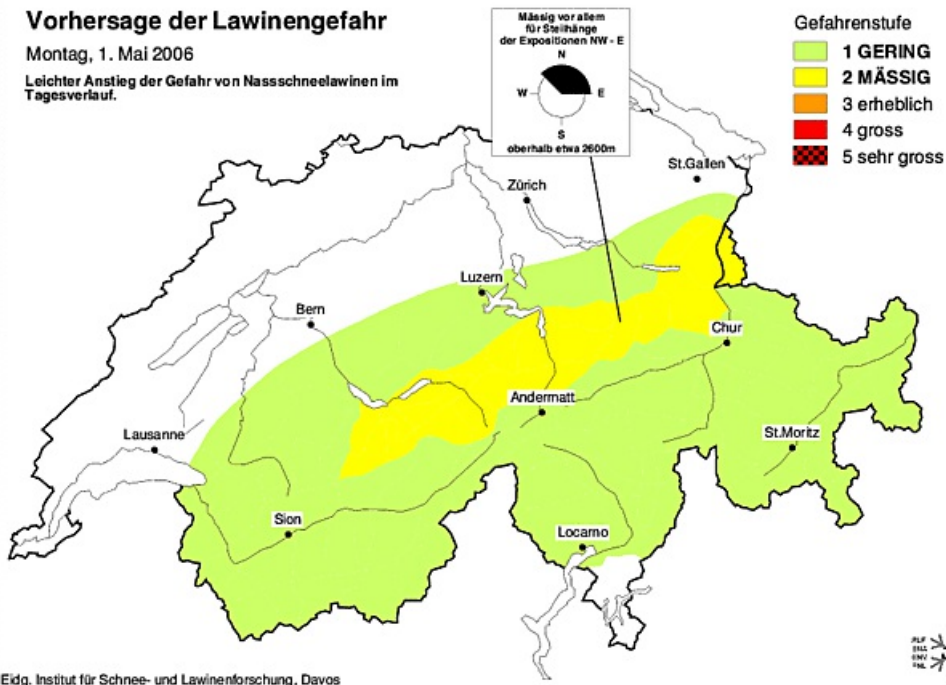 Vorhersage der Lawinengefahr
Montag, 1. Mai 2006
Leichter Anstieg der Gefahr von Nassschneelawinen im
Tagesverlauf.
Mässig vor allem
für Steilhänge
der Expositionen NW - E
N
W
E
S
oberhalb etwa 2600m
Gefahrenstufe
1 GERING
2 MÄSSIG
3 erheblich
4 gross
5 sehr gross
St.Gallen
Zürich
Luzern
Bern
Chur
Andermatt
Lausanne
St.Moritz
Sion
Locarno
Eidg. Institut für Schnee- und Lawinenforschung, Davos